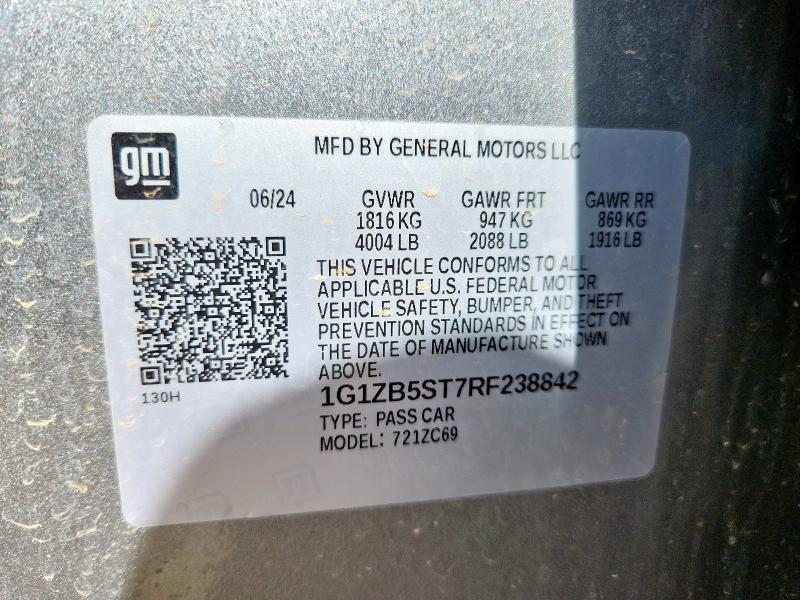 gm
MFD BY GENERAL MOTORS LLC
06/24 GVWR GAWR FRT GAWR RR
1816 KG 947 KG 869 KG
4004 LB 2088 LB 1916 LB
THIS VEHICLE CONFORMS TO ALL
APPLICABLE U.S. FEDERAL MOTOR
VEHICLE SAFETY, BUMPER, AND THEFT
PREVENTION STANDARDS IN EFFECT ON
THE DATE OF MANUFACTURE SHOWN
ABOVE.
130H
1G1ZB5ST7RF238842
TYPE: PASS CAR
MODEL: 721ZC69